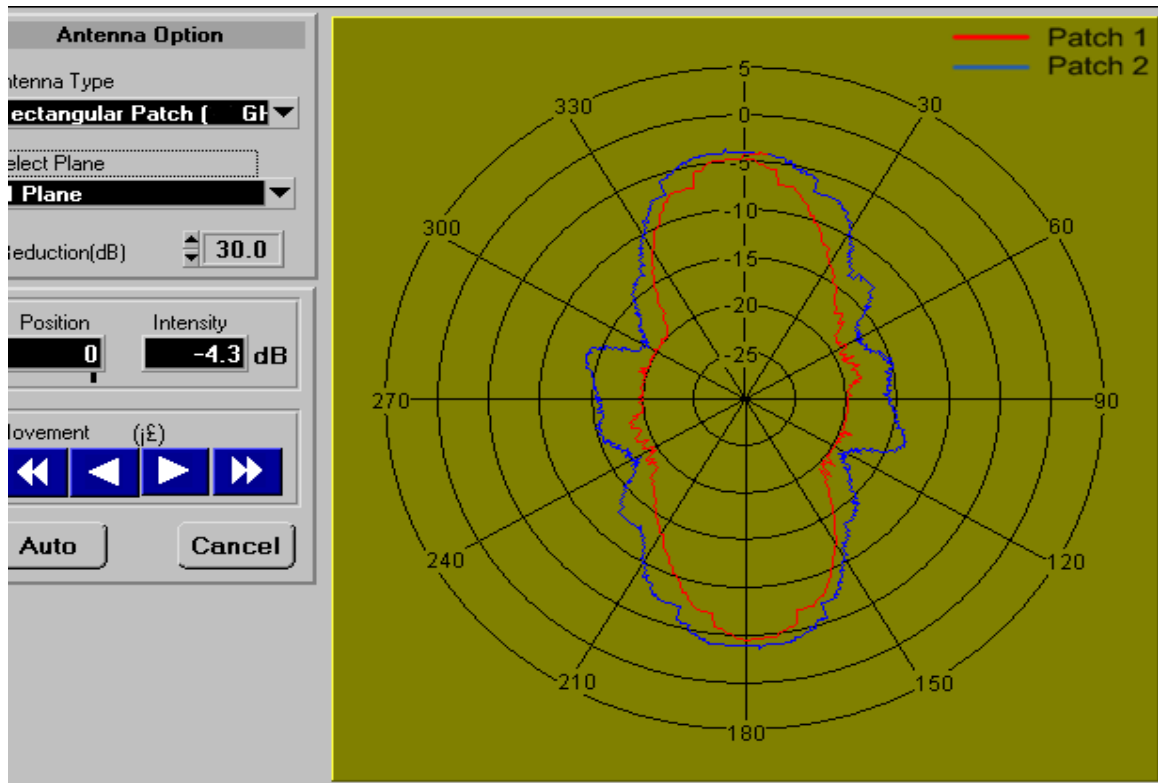 Antenna Option
ntenna Type
ectangular Patch ( GH
elect Plane
Plane
eduction(dB)
30.0
Position
Intensity
0
-4.3 dB
ovement (j£)
Auto
Cancel
Patch 1
Patch 2
5
0
-5
-10
-15
-20
-25
30
60
90
120
150
180
210
240
270
300
330